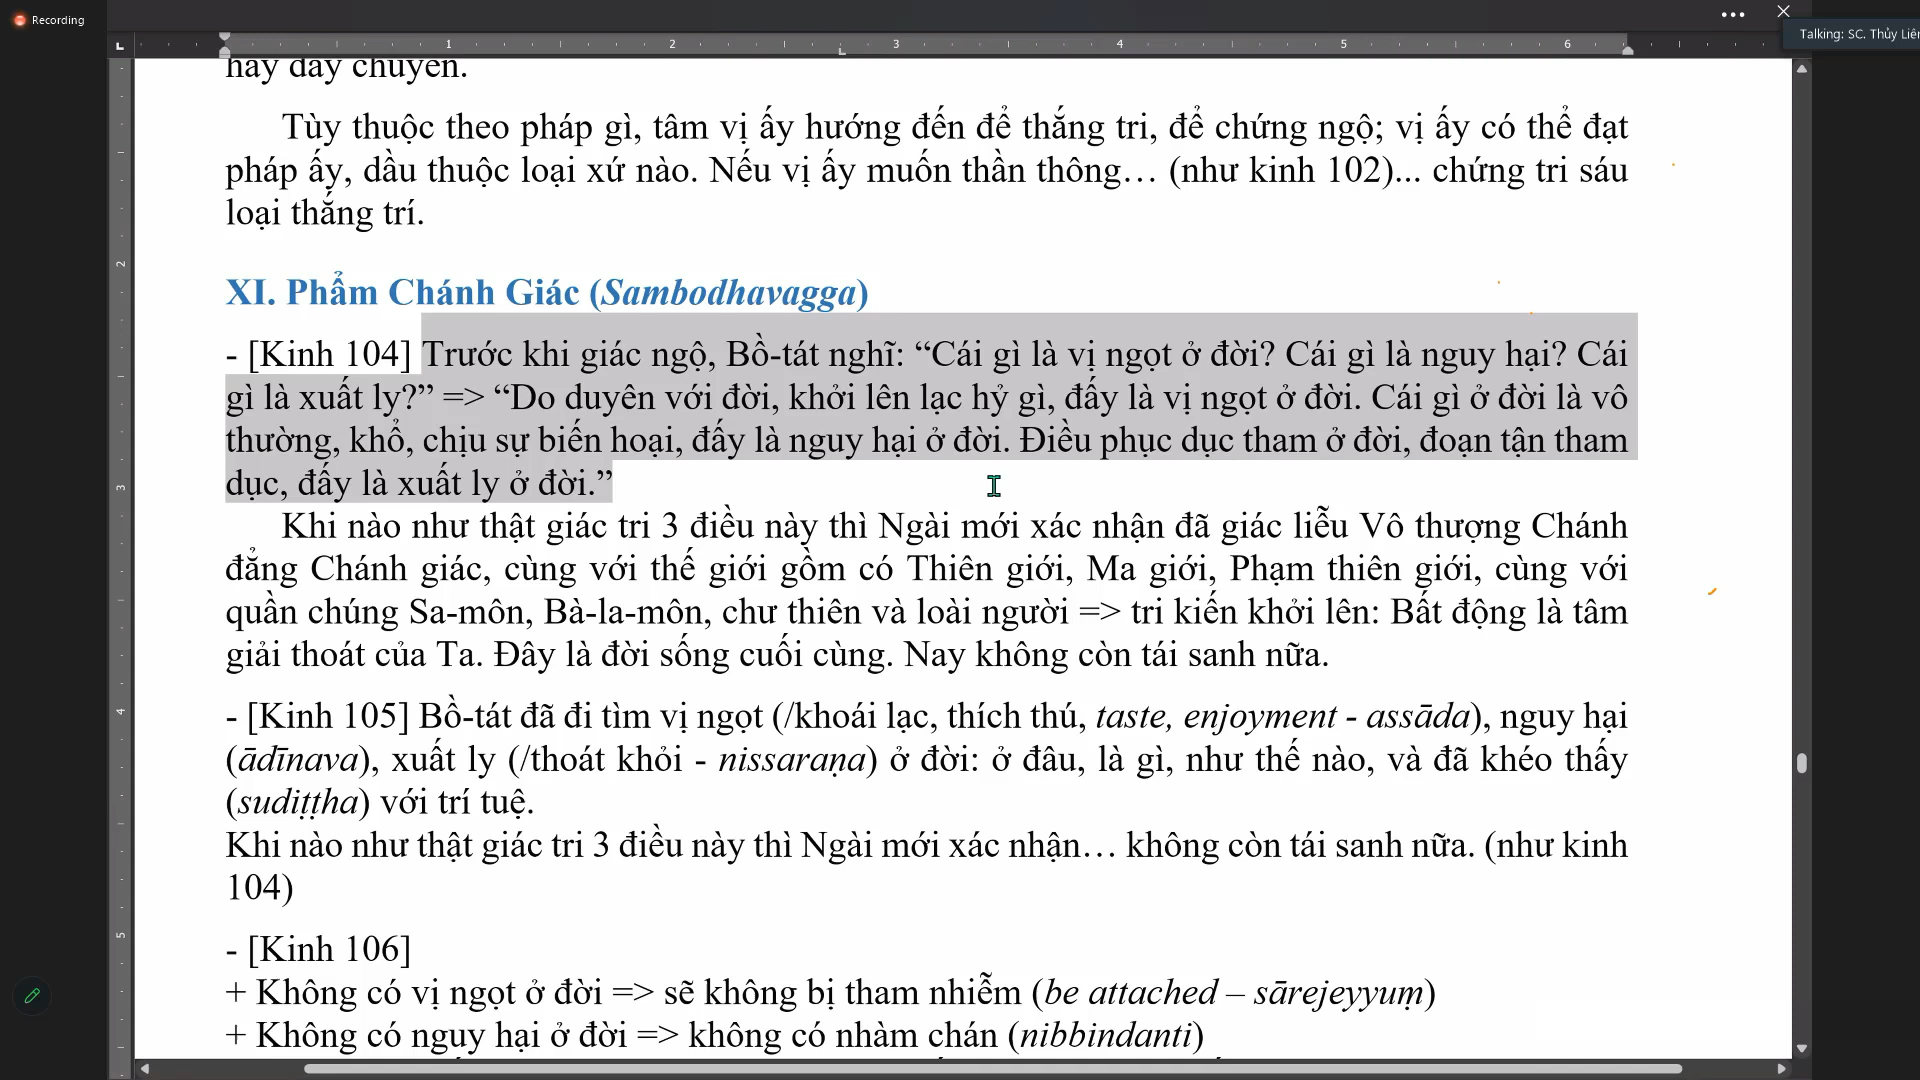 Recording
Talking: SC. Thủy Liên
1 2 3 4 5 6
hay dây chuyền.
Tùy thuộc theo pháp gì, tâm vị ấy hướng đến để thắng tri, để chứng ngộ; vị ấy có thể đạt
pháp ấy, dầu thuộc loại xứ nào. Nếu vị ấy muốn thần thông… (như kinh 102)... chứng tri sáu
loại thắng trí.
2
XI. Phẩm Chánh Giác (Sambodhavagga)
- [Kinh 104] Trước khi giác ngộ, Bồ-tát nghĩ: “Cái gì là vị ngọt ở đời? Cái gì là nguy hại? Cái
gì là xuất ly?” => “Do duyên với đời, khởi lên lạc hỷ gì, đấy là vị ngọt ở đời. Cái gì ở đời là vô
thường, khổ, chịu sự biến hoại, đấy là nguy hại ở đời. Điều phục dục tham ở đời, đoạn tận tham
dục, đấy là xuất ly ở đời.”
3
Khi nào như thật giác tri 3 điều này thì Ngài mới xác nhận đã giác liễu Vô thượng Chánh
đẳng Chánh giác, cùng với thế giới gồm có Thiên giới, Ma giới, Phạm thiên giới, cùng với
quần chúng Sa-môn, Bà-la-môn, chư thiên và loài người => tri kiến khởi lên: Bất động là tâm
giải thoát của Ta. Đây là đời sống cuối cùng. Nay không còn tái sanh nữa.
4
- [Kinh 105] Bồ-tát đã đi tìm vị ngọt (/khoái lạc, thích thú, taste, enjoyment - assāda), nguy hại
(ādīnava), xuất ly (/thoát khỏi - nissaraṇa) ở đời: ở đâu, là gì, như thế nào, và đã khéo thấy
(sudiṭṭha) với trí tuệ.
Khi nào như thật giác tri 3 điều này thì Ngài mới xác nhận… không còn tái sanh nữa. (như kinh
104)
5
- [Kinh 106]
+ Không có vị ngọt ở đời => sẽ không bị tham nhiễm (be attached – sārejeyyuṃ)
+ Không có nguy hại ở đời => không có nhàm chán (nibbindanti)